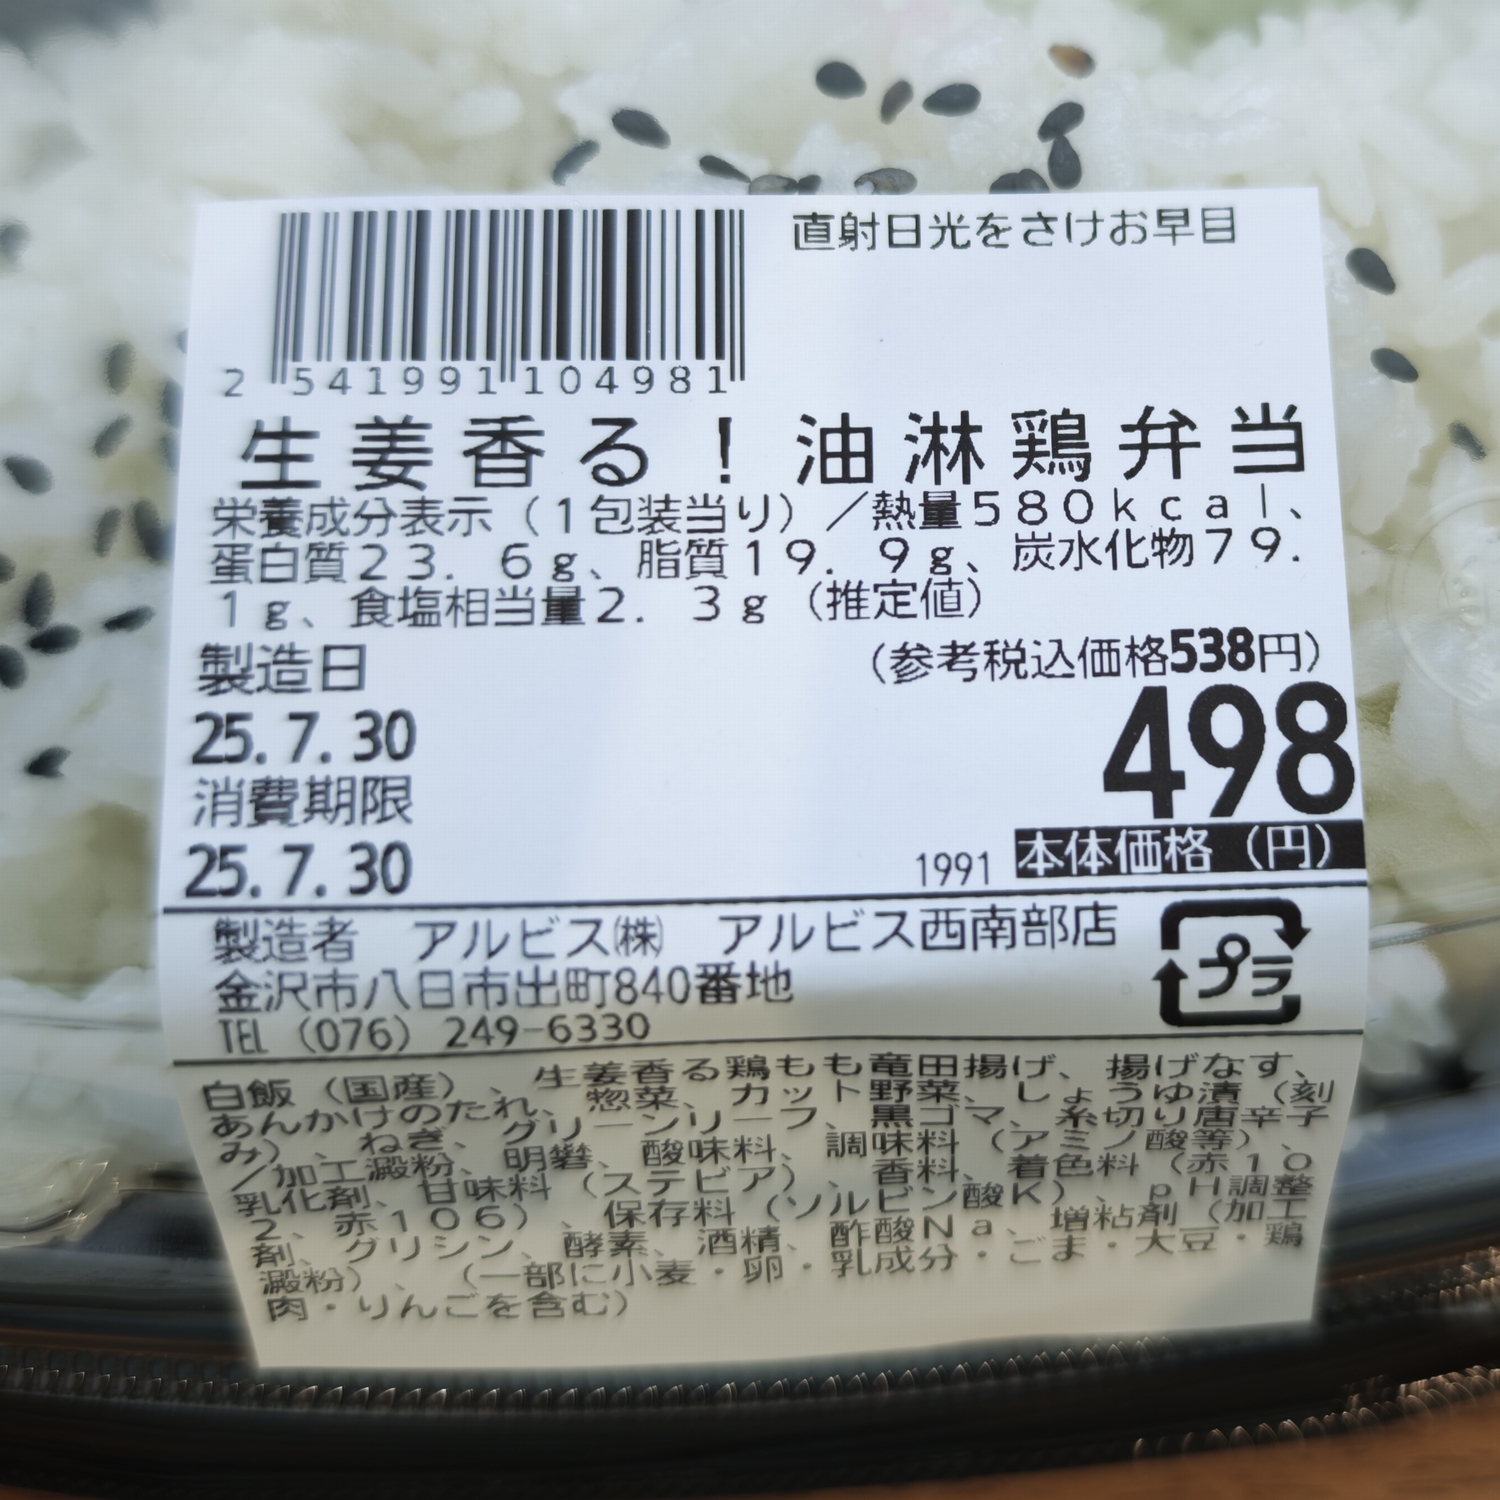 直射日光をさけお早目
2 541991 104981
生姜香る！油淋鶏弁当
栄養成分表示（1包装当り）／熱量580kcal、
蛋白質23.6g、脂質19.9g、炭水化物79.
1g、食塩相当量2.3g（推定値）
製造日
25.7.30
消費期限
25.7.30
（参考税込価格538円）
498
本体価格（円）
1991
製造者　アルビス㈱　アルビス西南部店
金沢市八日市出町840番地
TEL（076）249-6330
プラ
白飯（国産）、生姜香る鶏もも竜田揚げ、揚げなす、
あんかけのたれ、惣菜、カット野菜、しょうゆ漬（刻
み）、ねぎ、グリーンリーフ、黒ゴマ、糸切り唐辛子
／加工澱粉、明礬、酸味料、調味料（アミノ酸等）、
乳化剤、甘味料（ステビア）、香料、着色料（赤10
2、赤106）、保存料（ソルビン酸K）、pH調整
剤、グリシン、酵素、酒精、酢酸Na、増粘剤（加工
澱粉）、（一部に小麦・卵・乳成分・ごま・大豆・鶏
肉・りんごを含む）